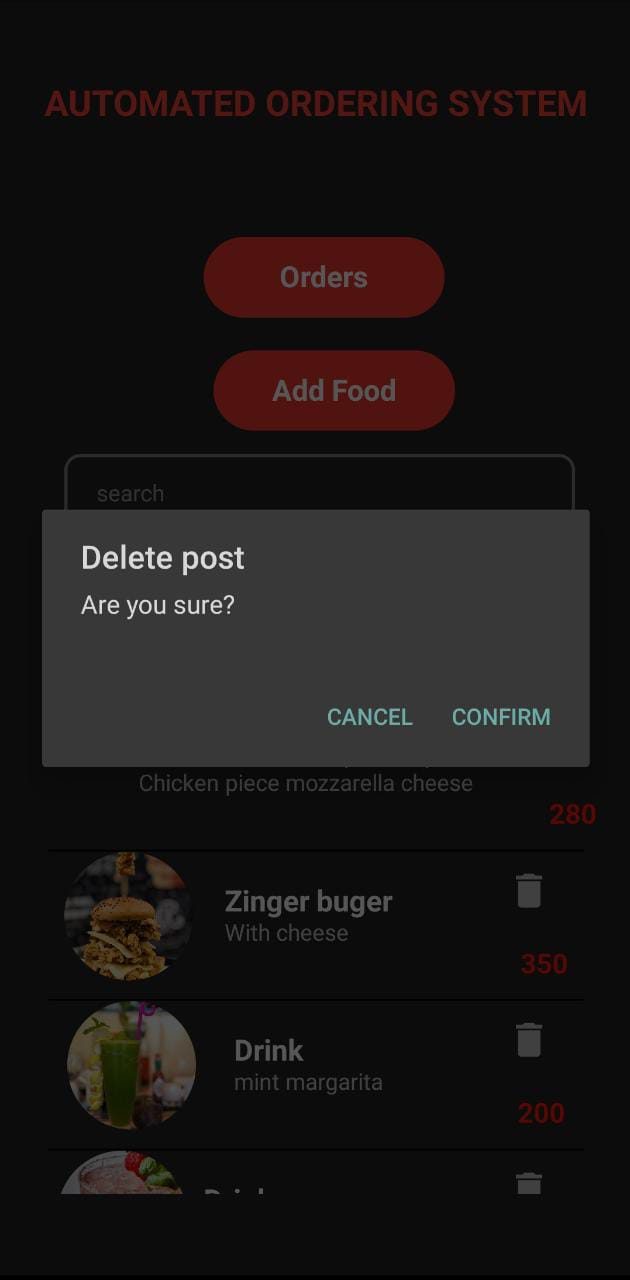 AUTOMATED ORDERING SYSTEM
Orders
Add Food
search
Delete post
Are you sure?
CANCEL CONFIRM
Chicken piece mozzarella cheese
280
Zinger buger
With cheese
350
Drink
mint margarita
200